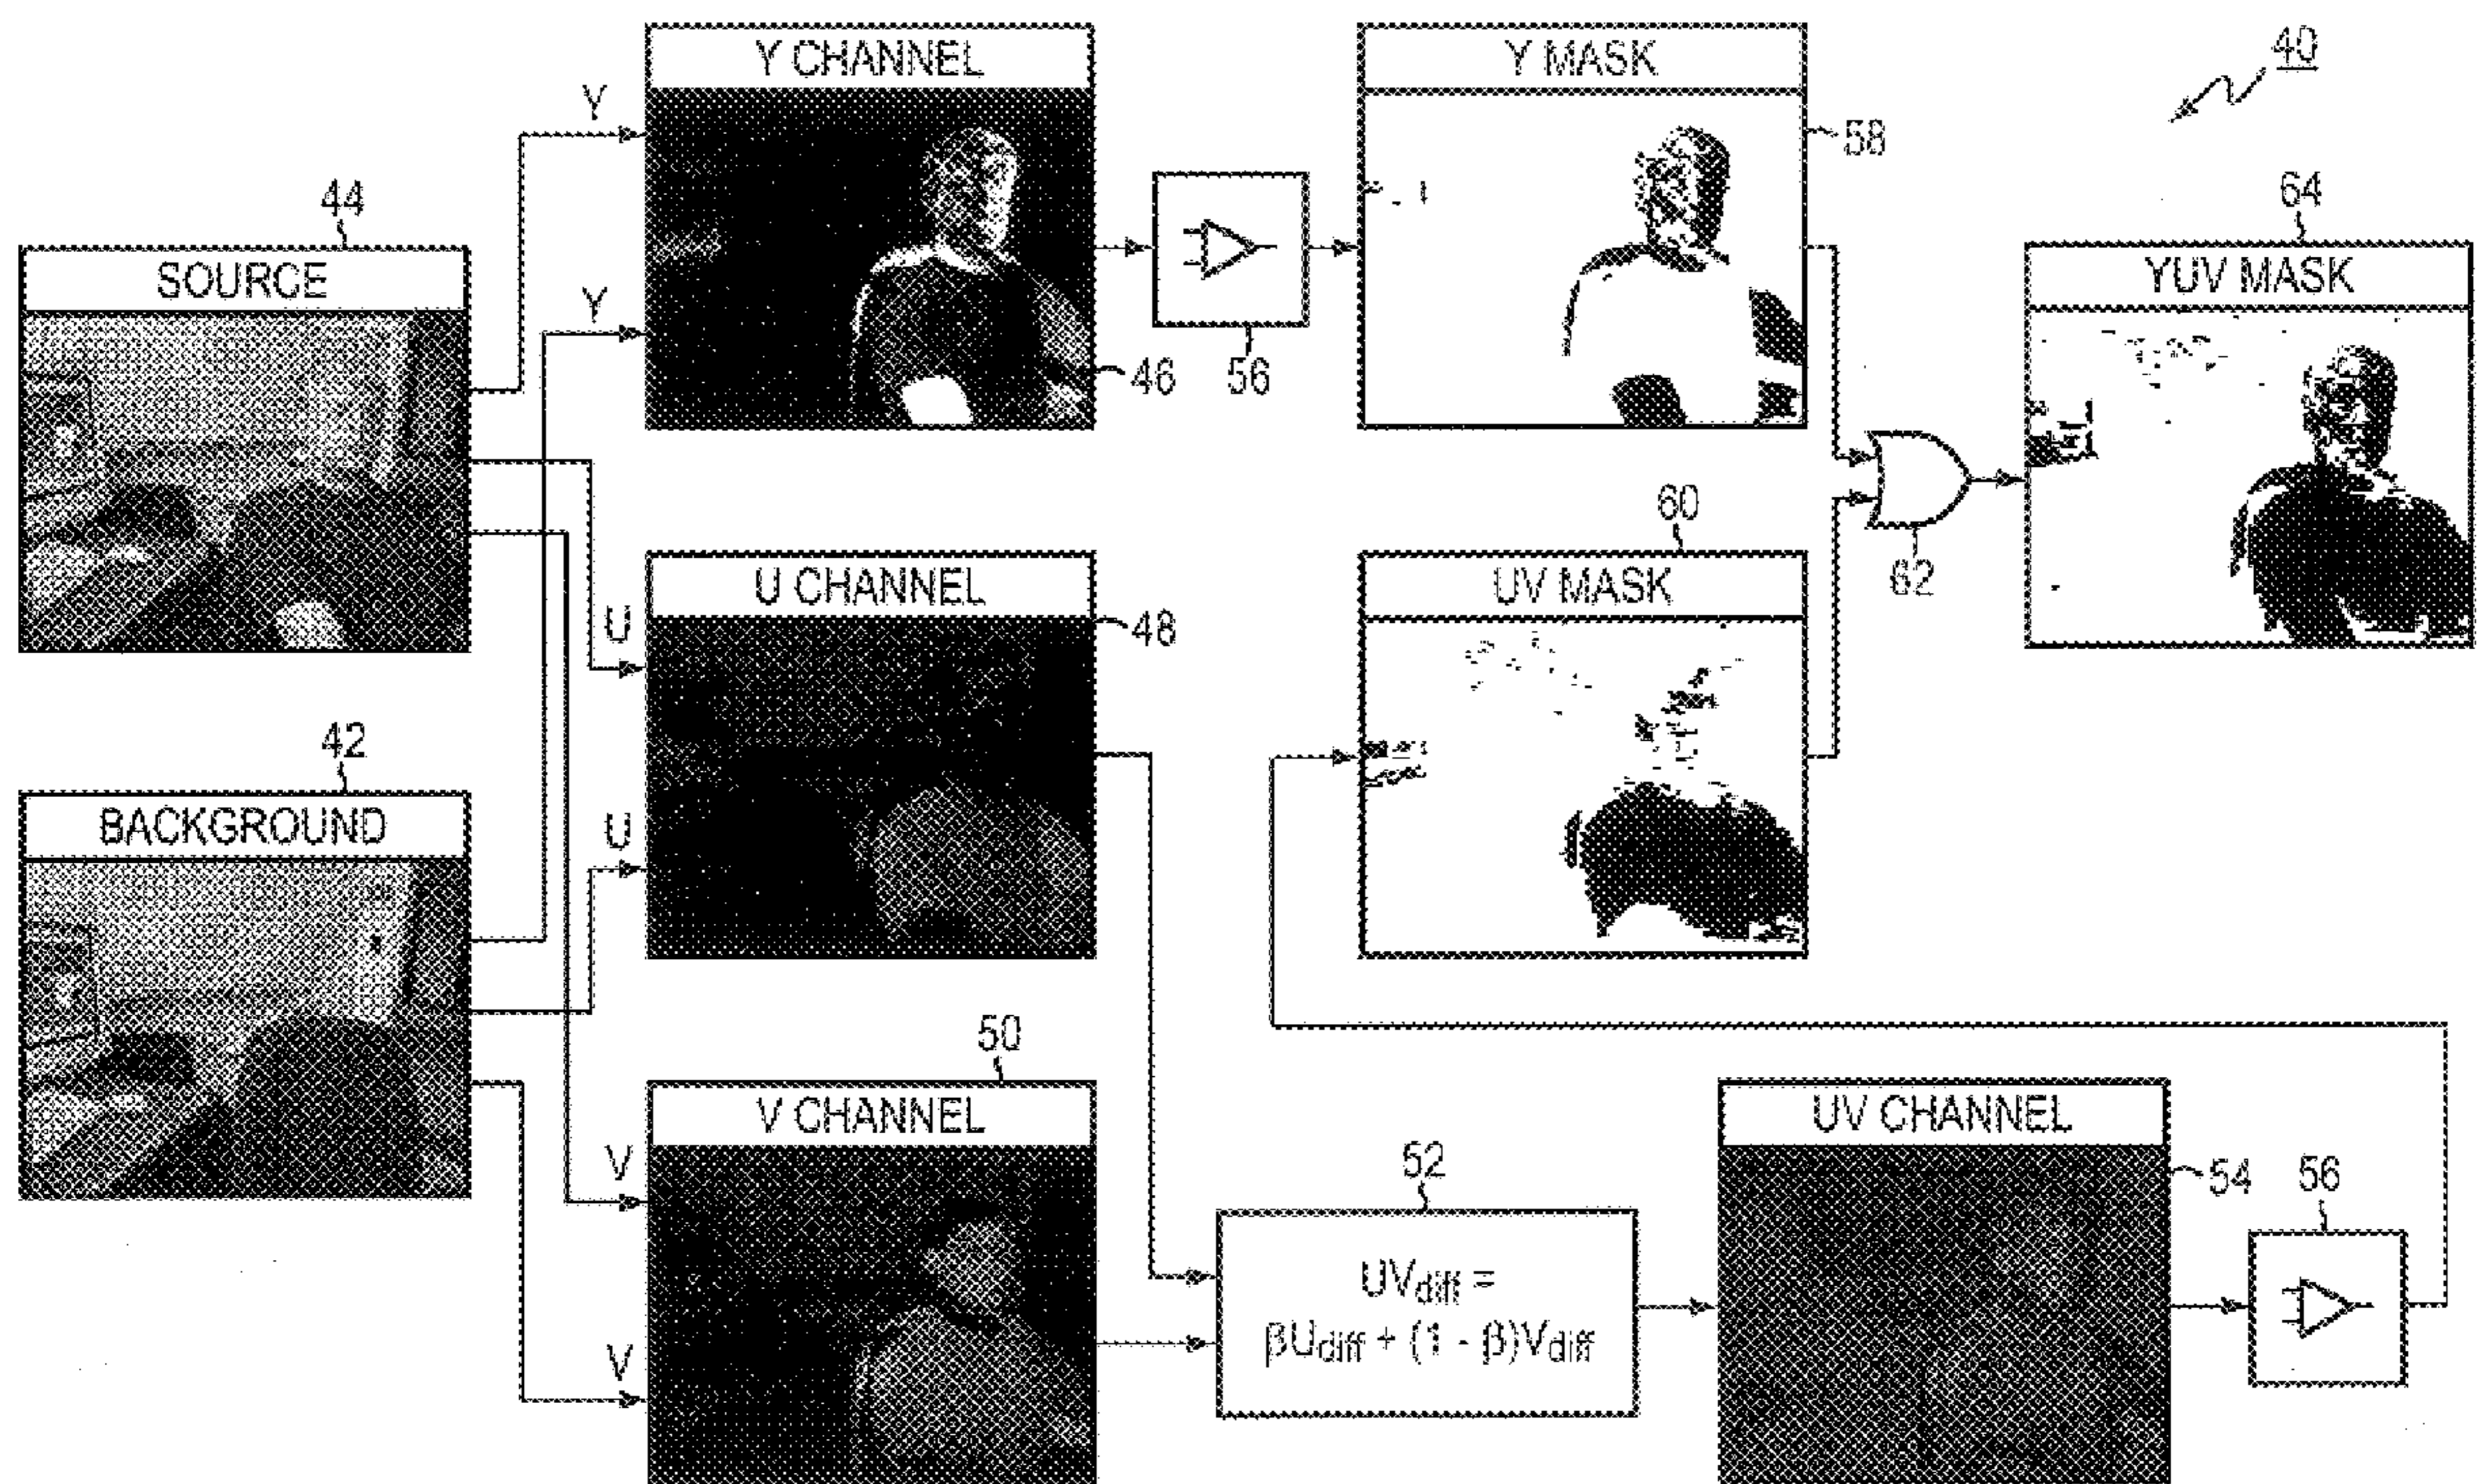 40
Y CHANNEL
Y
Y
46
56
Y MASK
58
44
SOURCE
64
YUV MASK
U CHANNEL
U
U
48
60
UV MASK
62
42
BACKGROUND
50
V CHANNEL
V
V
52
UVdiff =
βUdiff + (1 - β)Vdiff
UV CHANNEL
54
56